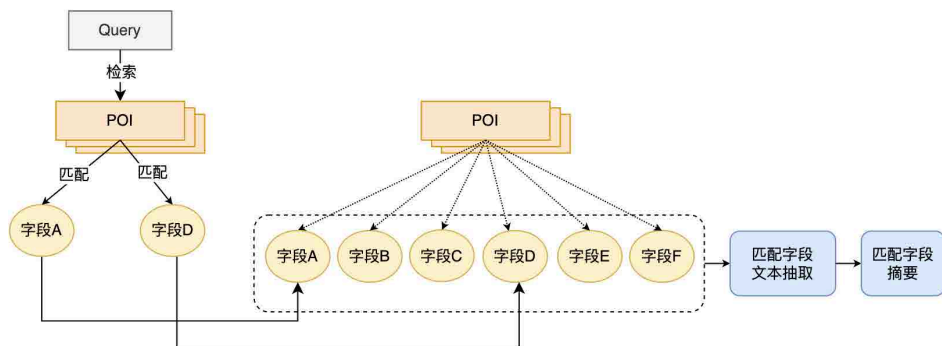 Query
检索
POI
POI
匹配
匹配
字段A
字段D
字段A
字段B
字段C
字段D
字段E
字段F
匹配字段
文本抽取
匹配字段
摘要